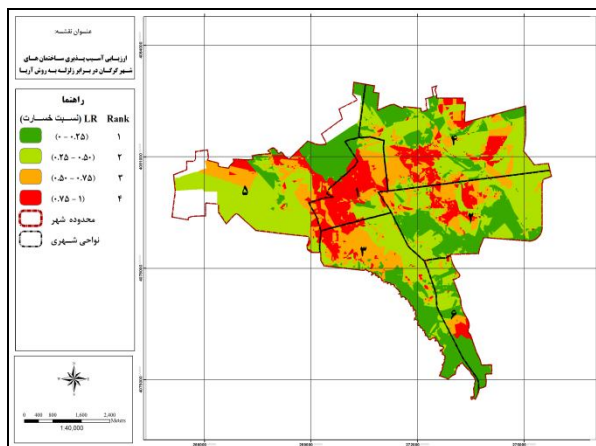 عنوان نقشه:
ارزیابی آسیب پذیری ساختمان های
شهر گرگان در برابر زلزله به روش آریا
راهنما
Rank LR (نسبت خسارت)
۱ (۰ - ۰.۲۵)
۲ (۰.۲۵ - ۰.۵۰)
۳ (۰.۵۰ - ۰.۷۵)
۴ (۰.۷۵ - ۱)
محدوده شهر
نواحی شهری
۴
۵
۱
۲
۳
۶
0 400 800 1,600 2,400
Meters
1:40,000